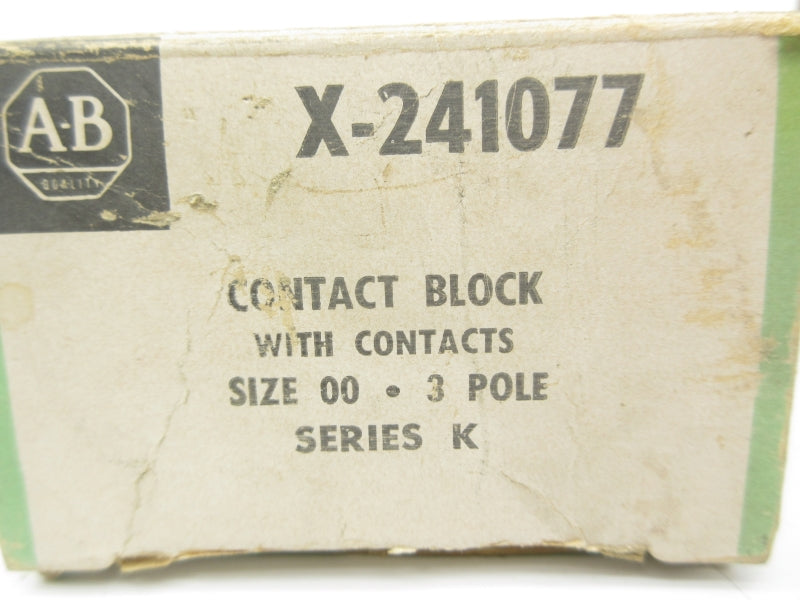 A-B
QUALITY
X-241077
CONTACT BLOCK
WITH CONTACTS
SIZE 00 • 3 POLE
SERIES K